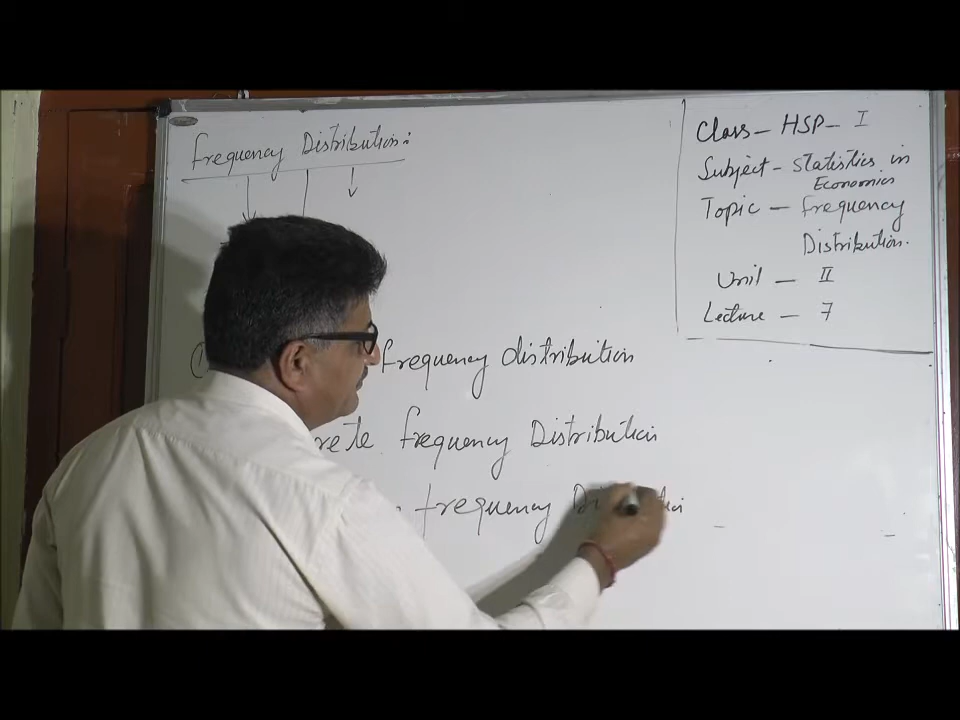 Frequency Distribution:
frequency distribution
rete frequency Distribution
frequency
Class - HSP - I
Subject - Statistics in
Economics
Topic - frequency
Distribution.
Unit - II
Lecture - 7